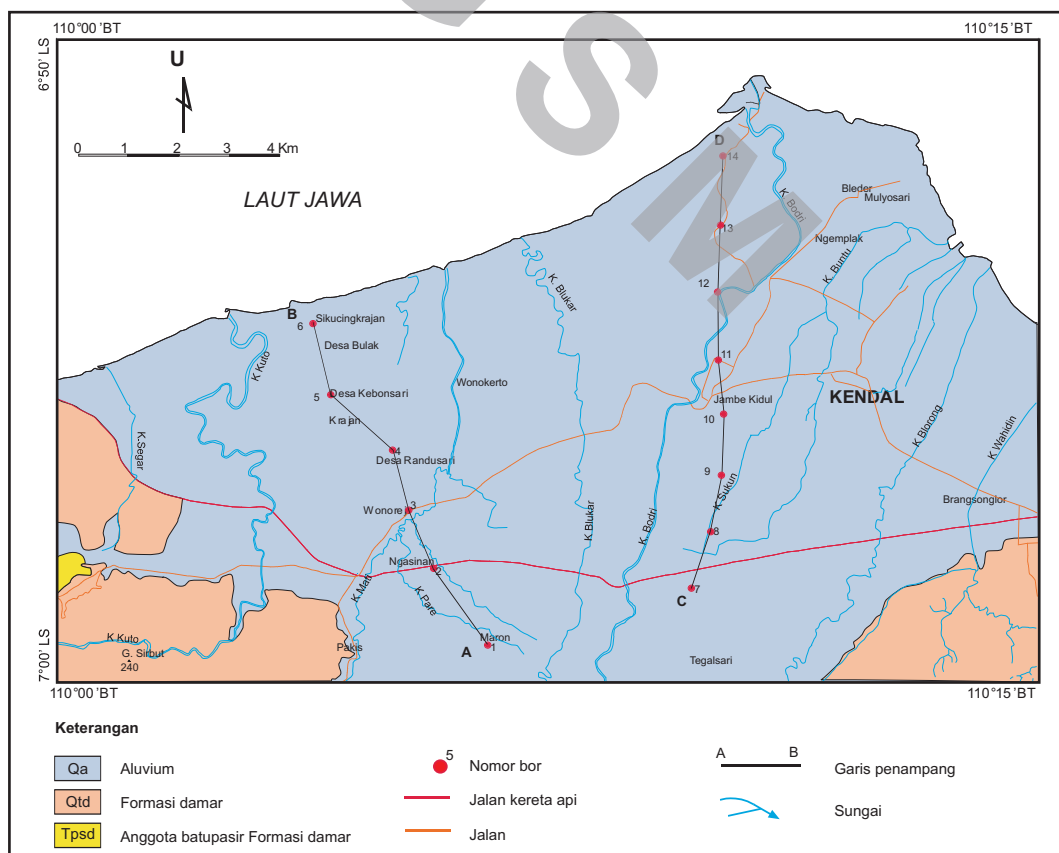 110°00 'BT
110°15 'BT
6°50' LS
U
0 1 2 3 4 Km
LAUT JAWA
D
14
K. Bodri
Bleder
Mulyosari
13
Ngemplak
K. Buntu
K. Blukar
12
B
6
Sikucingkrajan
Desa Bulak
K Kuto
11
Wonokerto
5
Desa Kebonsari
Krajan
Jambe Kidul
KENDAL
10
K.Segar
4
Desa Randusari
K Blorong
K Wahidin
9
K Sukun
Wonorejo
3
Brangsonglor
K Blukar
K. Bodri
8
Ngasinan
2
K.Mati
K.Pare
C
7
K Kuto
G. Sirbut
240
Pakis
Maron
A
1
Tegalsari
7°00' LS
110°00 'BT
110°15 'BT
Keterangan
Qa
Aluvium
Qtd
Formasi damar
Tpsd
Anggota batupasir Formasi damar
5
Nomor bor
Jalan kereta api
Jalan
A B
Garis penampang
Sungai
S
M